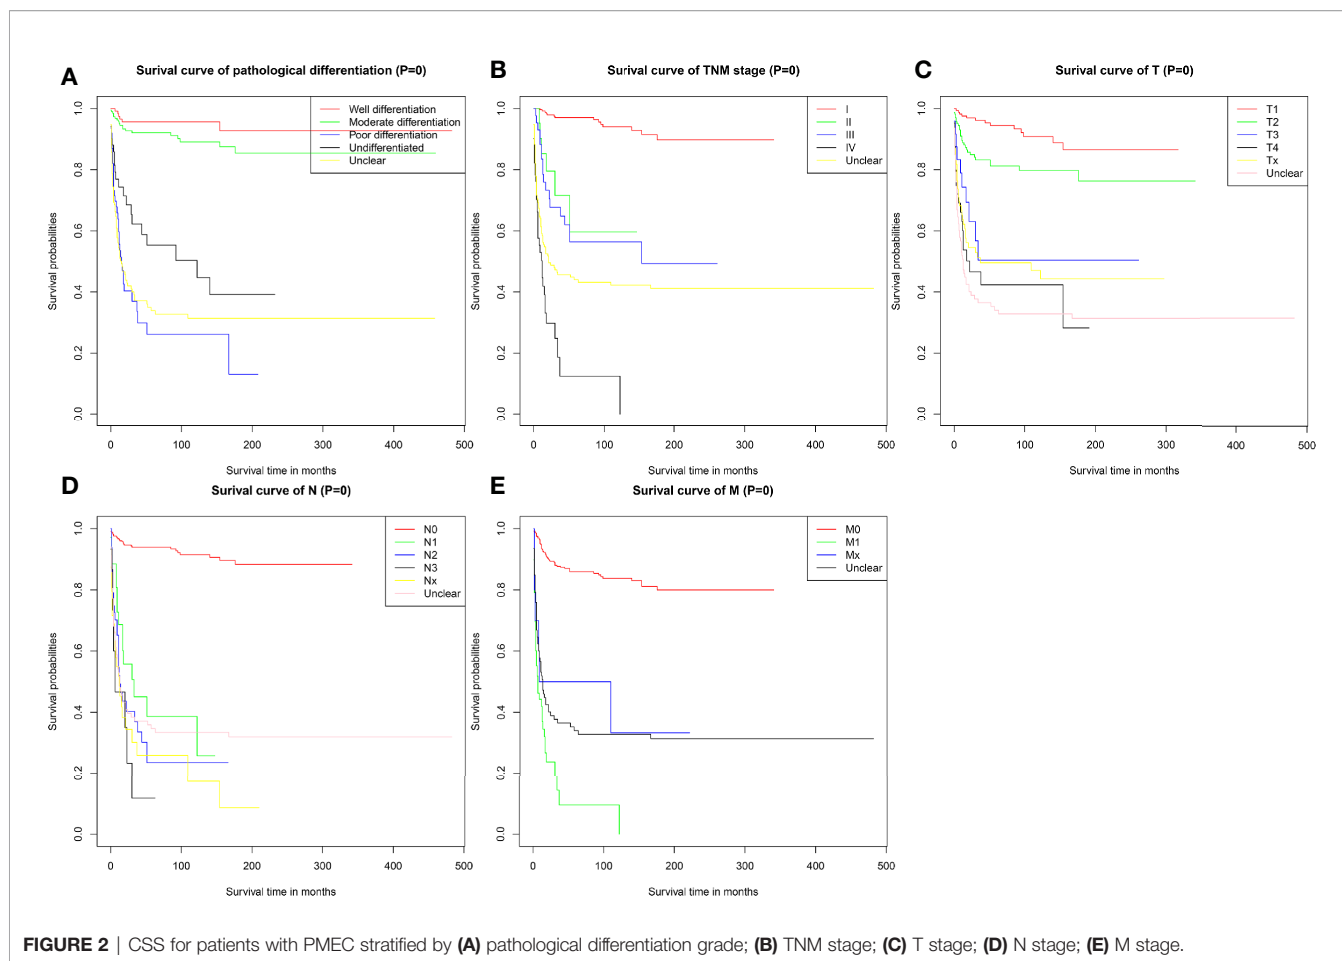 A
Surival curve of pathological differentiation (P=0)
Survival probabilities
0.0
0.2
0.4
0.6
0.8
1.0
Well differentiation
Moderate differentiation
Poor differentiation
Undifferentiated
Unclear
0 100 200 300 400 500
Survival time in months
B
Surival curve of TNM stage (P=0)
Survival probabilities
0.0
0.2
0.4
0.6
0.8
1.0
I
II
III
IV
Unclear
0 100 200 300 400 500
Survival time in months
C
Surival curve of T (P=0)
Survival probabilities
0.0
0.2
0.4
0.6
0.8
1.0
T1
T2
T3
T4
Tx
Unclear
0 100 200 300 400 500
Survival time in months
D
Surival curve of N (P=0)
Survival probabilities
0.0
0.2
0.4
0.6
0.8
1.0
N0
N1
N2
N3
Nx
Unclear
0 100 200 300 400 500
Survival time in months
E
Surival curve of M (P=0)
Survival probabilities
0.0
0.2
0.4
0.6
0.8
1.0
M0
M1
Mx
Unclear
0 100 200 300 400 500
Survival time in months
FIGURE 2 | CSS for patients with PMEC stratified by (A) pathological differentiation grade; (B) TNM stage; (C) T stage; (D) N stage; (E) M stage.